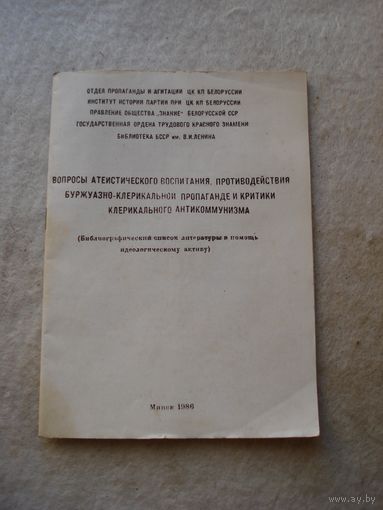 ОТДЕЛ ПРОПАГАНДЫ И АГИТАЦИИ ЦК КП БЕЛОРУССИИ
ИНСТИТУТ ИСТОРИИ ПАРТИИ ПРИ ЦК КП БЕЛОРУССИИ
ПРАВЛЕНИЕ ОБЩЕСТВА „ЗНАНИЕ" БЕЛОРУССКОЙ ССР
ГОСУДАРСТВЕННАЯ ОРДЕНА ТРУДОВОГО КРАСНОГО ЗНАМЕНИ
БИБЛИОТЕКА БССР им. В.И.ЛЕНИНА
ВОПРОСЫ АТЕИСТИЧЕСКОГО ВОСПИТАНИЯ, ПРОТИВОДЕЙСТВИЯ
БУРЖУАЗНО-КЛЕРИКАЛЬНОЙ ПРОПАГАНДЕ И КРИТИКИ
КЛЕРИКАЛЬНОГО АНТИКОММУНИЗМА
(Библиографический список литературы в помощь
идеологическому активу)
Минск 1986
ay.by